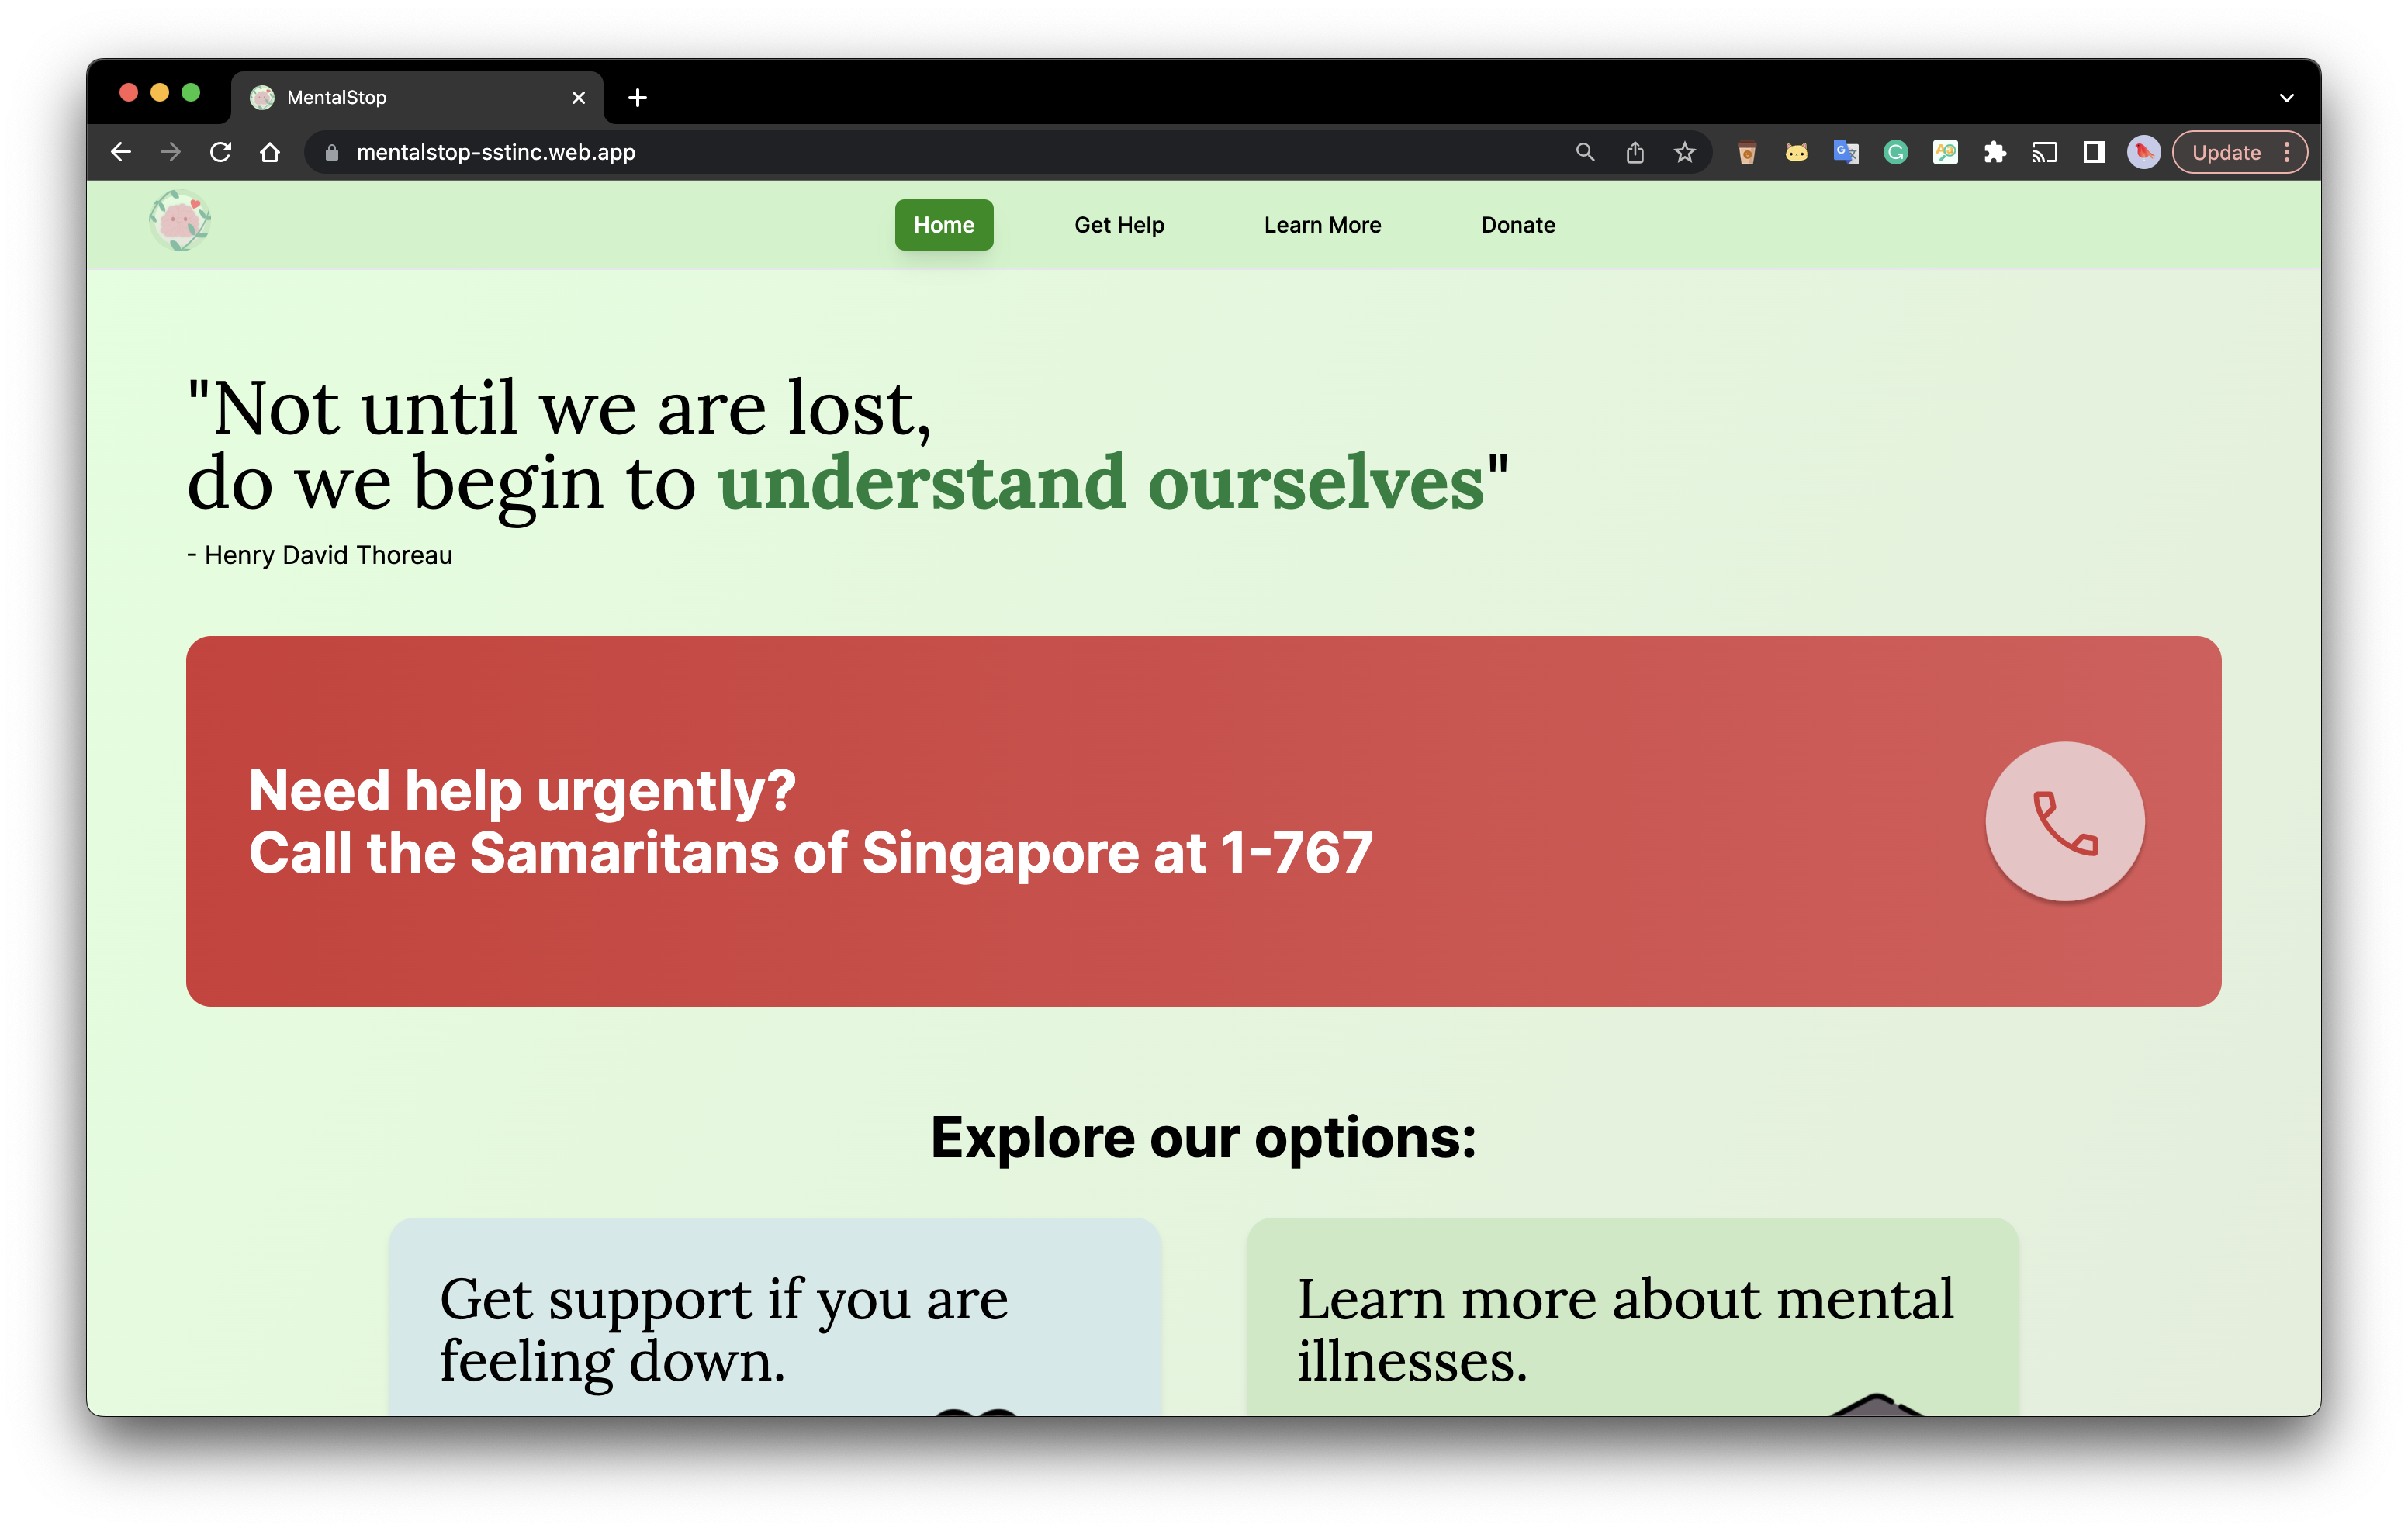 MentalStop
mentalstop-sstinc.web.app
Update
Home
Get Help
Learn More
Donate
"Not until we are lost,
do we begin to understand ourselves"
- Henry David Thoreau
Need help urgently?
Call the Samaritans of Singapore at 1-767
Explore our options:
Get support if you are
feeling down.
Learn more about mental
illnesses.